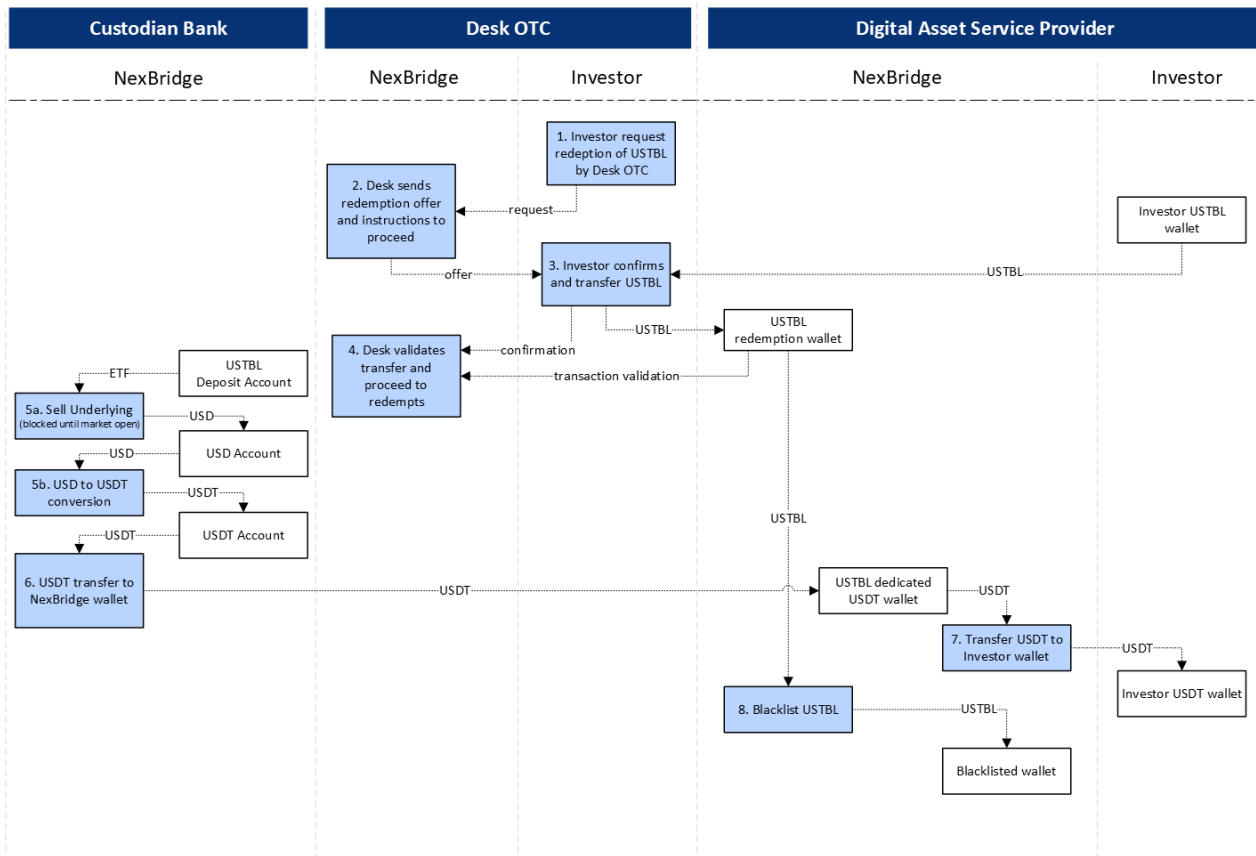 Custodian Bank
Desk OTC
Digital Asset Service Provider
NexBridge
NexBridge
Investor
NexBridge
Investor
1. Investor request
redeption of USTBL
by Desk OTC
2. Desk sends
redemption offer
and instructions to
proceed
request
Investor USTBL
wallet
offer
3. Investor confirms
and transfer USTBL
USTBL
USTBL
USTBL
redemption wallet
4. Desk validates
transfer and
proceed to
redempts
confirmation
transaction validation
ETF
USTBL
Deposit Account
5a. Sell Underlying
(blocked until market open)
USD
USD
USD Account
5b. USD to USDT
conversion
USDT
USDT
USDT Account
USTBL
6. USDT transfer to
NexBridge wallet
USDT
USTBL dedicated
USDT wallet
USDT
7. Transfer USDT to
Investor wallet
USDT
Investor USDT wallet
8. Blacklist USTBL
USTBL
Blacklisted wallet